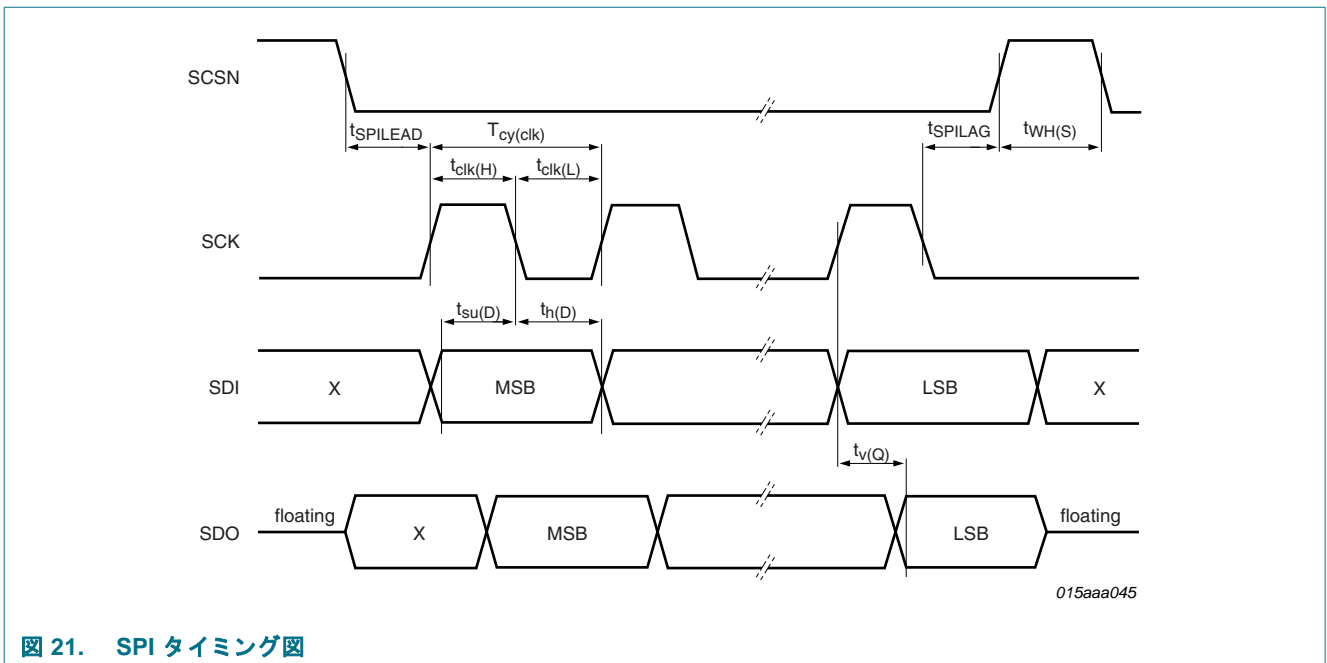 SCSN
tSPILEAD
Tcy(clk)
tSPILAG
tWH(S)
tclk(H)
tclk(L)
SCK
tsu(D)
th(D)
SDI
X
MSB
LSB
X
tv(Q)
SDO
floating
X
MSB
LSB
floating
015aaa045
図 21. SPI タイミング図